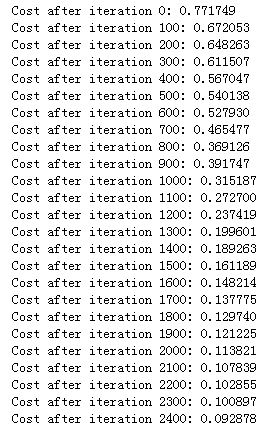 Cost after iteration 0: 0.771749
Cost after iteration 100: 0.672053
Cost after iteration 200: 0.648263
Cost after iteration 300: 0.611507
Cost after iteration 400: 0.567047
Cost after iteration 500: 0.540138
Cost after iteration 600: 0.527930
Cost after iteration 700: 0.465477
Cost after iteration 800: 0.369126
Cost after iteration 900: 0.391747
Cost after iteration 1000: 0.315187
Cost after iteration 1100: 0.272700
Cost after iteration 1200: 0.237419
Cost after iteration 1300: 0.199601
Cost after iteration 1400: 0.189263
Cost after iteration 1500: 0.161189
Cost after iteration 1600: 0.148214
Cost after iteration 1700: 0.137775
Cost after iteration 1800: 0.129740
Cost after iteration 1900: 0.121225
Cost after iteration 2000: 0.113821
Cost after iteration 2100: 0.107839
Cost after iteration 2200: 0.102855
Cost after iteration 2300: 0.100897
Cost after iteration 2400: 0.092878